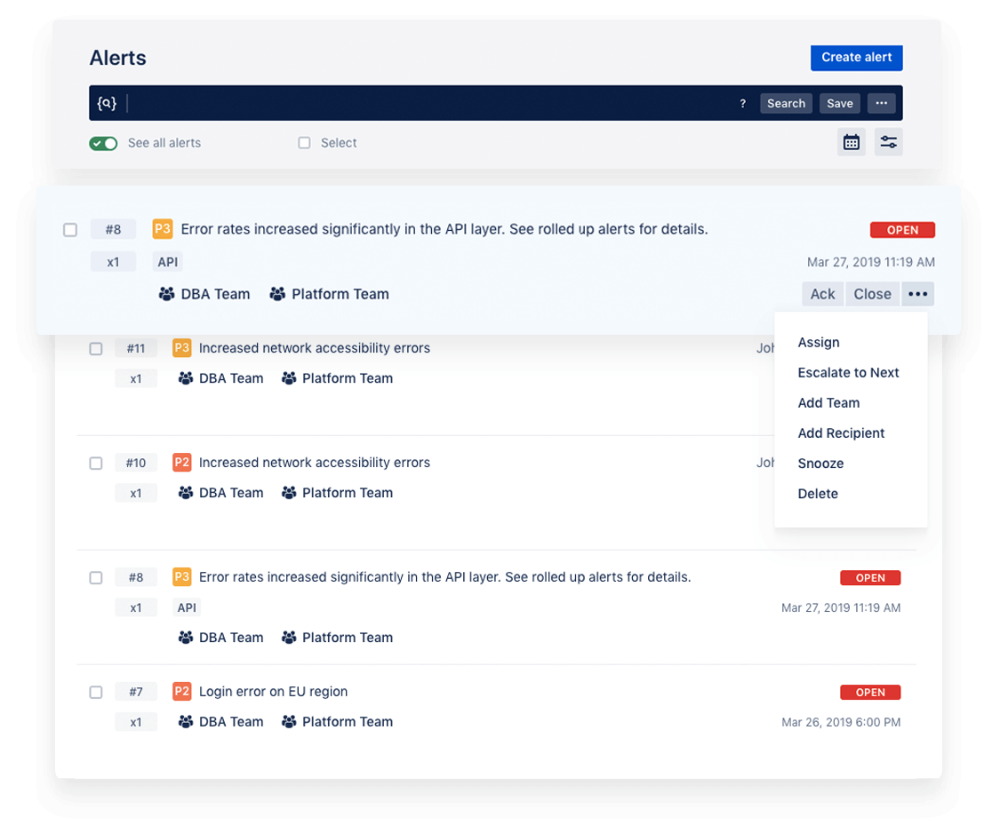 Alerts
Create alert
? Search Save ...
See all alerts Select
#8 P3 Error rates increased significantly in the API layer. See rolled up alerts for details. OPEN
x1 API Mar 27, 2019 11:19 AM
DBA Team Platform Team Ack Close •••
Assign
Escalate to Next
Add Team
Add Recipient
Snooze
Delete
#11 P3 Increased network accessibility errors
x1 DBA Team Platform Team
#10 P2 Increased network accessibility errors
x1 DBA Team Platform Team
#8 P3 Error rates increased significantly in the API layer. See rolled up alerts for details. OPEN
x1 API Mar 27, 2019 11:19 AM
DBA Team Platform Team
#7 P2 Login error on EU region OPEN
x1 DBA Team Platform Team Mar 26, 2019 6:00 PM